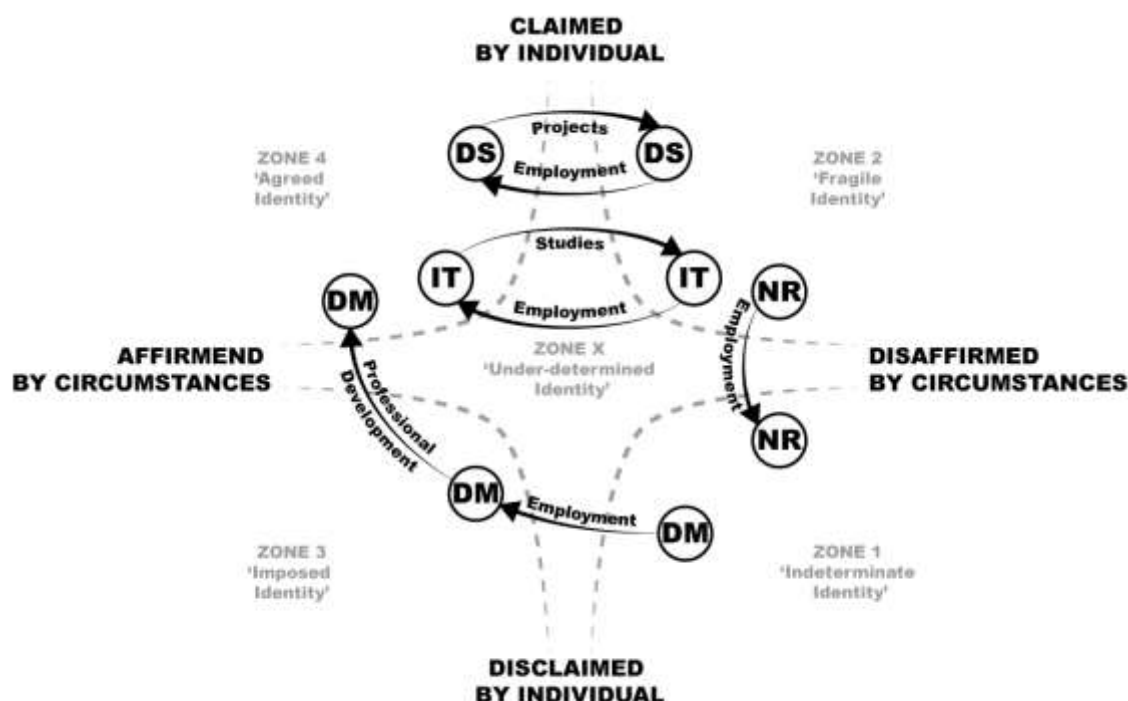 CLAIMED
BY INDIVIDUAL
Projects
DS
DS
Employment
ZONE 4
'Agreed
Identity'
ZONE 2
'Fragile
Identity'
Studies
IT
IT
Employment
DM
NR
Employment
NR
AFFIRMEND
BY CIRCUMSTANCES
ZONE X
'Under-determined
Identity'
DISAFFIRMED
BY CIRCUMSTANCES
Professional
Development
DM
Employment
DM
ZONE 3
'Imposed
Identity'
ZONE 1
'Indeterminate
Identity'
DISCLAIMED
BY INDIVIDUAL